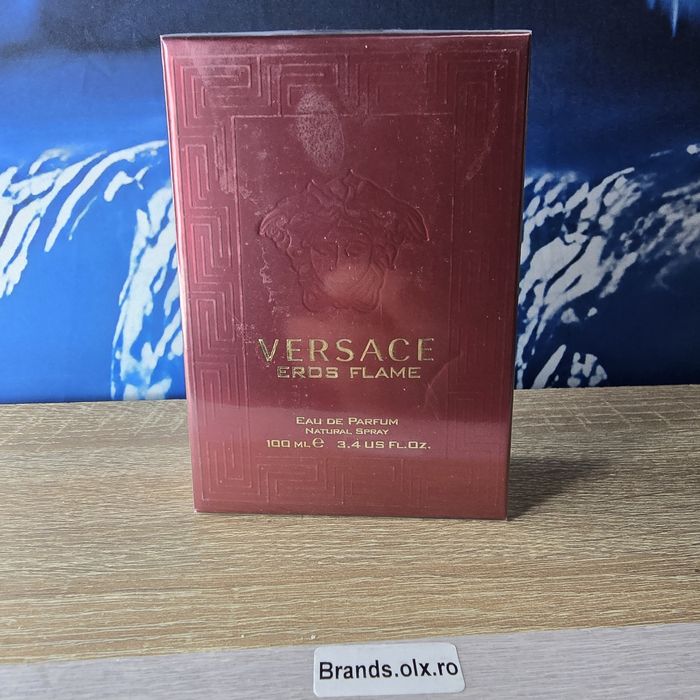 VERSACE
EROS FLAME
EAU DE PARFUM
NATURAL SPRAY
100 ML ℮ 3.4 US FL.OZ.
Brands.olx.ro